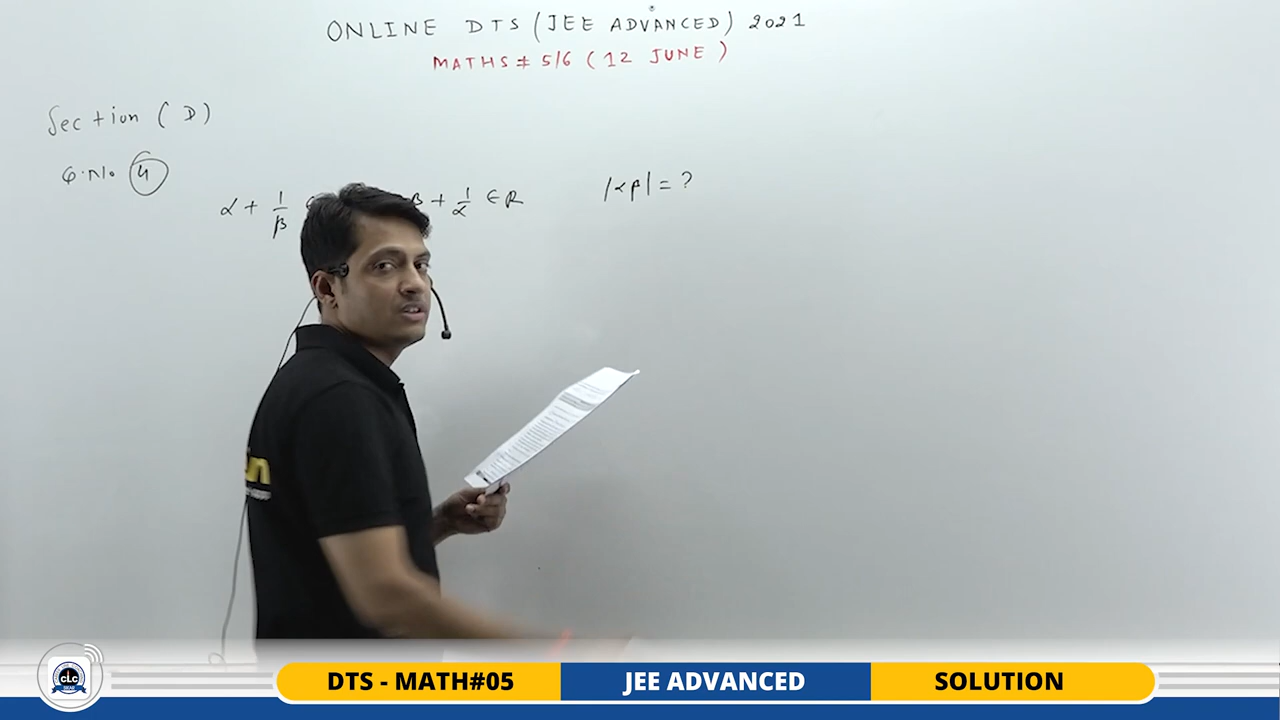 ONLINE DTS (JEE ADVANCED) 2021
MATHS # 5/6 (12 JUNE)
Section (D)
Q.No. 4
α + 1/β β + 1/α ∈ R |αβ| = ?
CLC
DTS - MATH#05 JEE ADVANCED SOLUTION